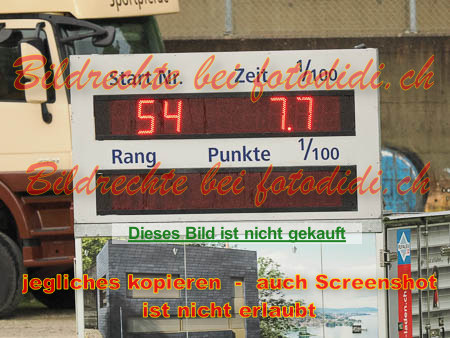 Sportpferde
Bildrechte bei fotodidi.ch
Start Nr. Zeit 1/100
54 7.7
Rang Punkte 1/100
Bildrechte bei fotodidi.ch
Dieses Bild ist nicht gekauft
jegliches kopieren - auch Screenshot
ist nicht erlaubt